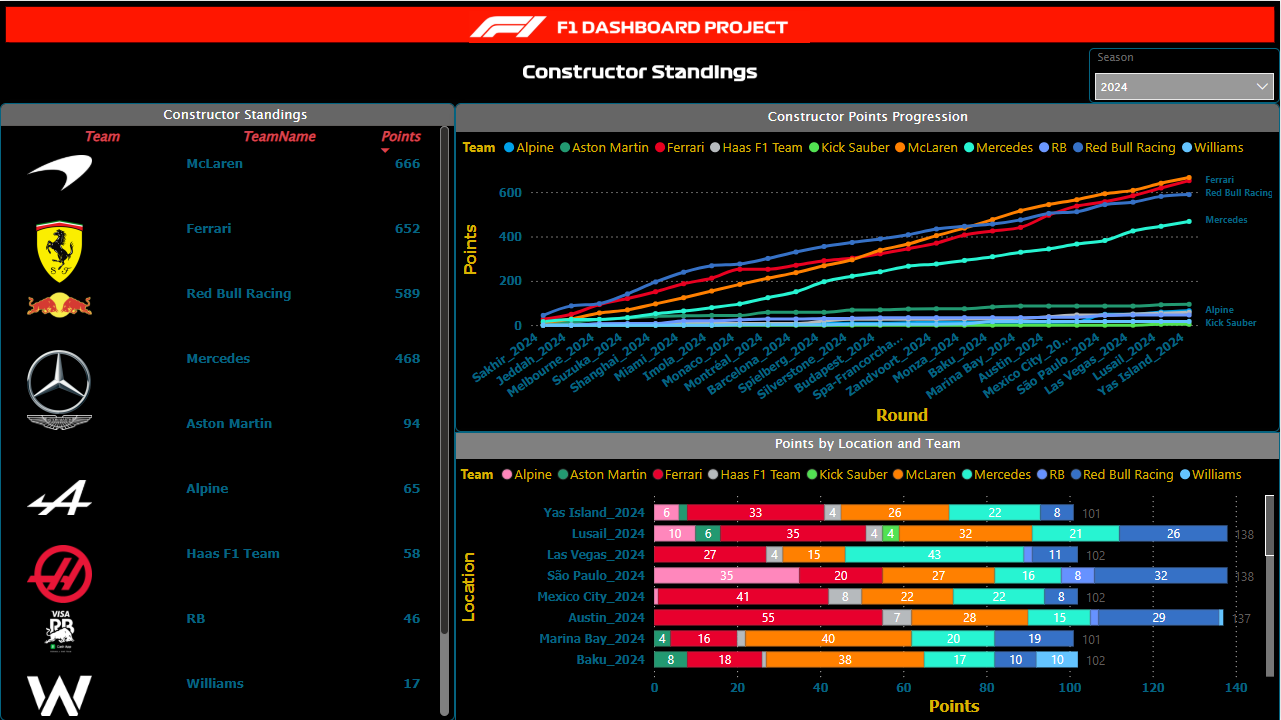 F1 DASHBOARD PROJECT
Constructor Standings
Season
2024
Constructor Standings
Team TeamName Points
McLaren 666
Ferrari 652
Red Bull Racing 589
Mercedes 468
Aston Martin 94
Alpine 65
Haas F1 Team 58
VISA
RB 46
Williams 17
Constructor Points Progression
Team Alpine Aston Martin Ferrari Haas F1 Team Kick Sauber McLaren Mercedes RB Red Bull Racing Williams
Points
600
400
200
0
Ferrari
Red Bull Racing
Mercedes
Alpine
Kick Sauber
Sakhir_2024
Jeddah_2024
Melbourne_2024
Suzuka_2024
Shanghai_2024
Miami_2024
Imola_2024
Monaco_2024
Montréal_2024
Barcelona_2024
Spielberg_2024
Silverstone_2024
Budapest_2024
Spa-Francorcha...
Zandvoort_2024
Monza_2024
Baku_2024
Marina Bay_2024
Austin_2024
Mexico City_20...
São Paulo_2024
Las Vegas_2024
Lusail_2024
Yas Island_2024
Round
Points by Location and Team
Team Alpine Aston Martin Ferrari Haas F1 Team Kick Sauber McLaren Mercedes RB Red Bull Racing Williams
Location
Yas Island_2024 6 33 4 26 22 8 101
Lusail_2024 10 6 35 4 4 32 21 26 138
Las Vegas_2024 27 4 15 43 11 102
São Paulo_2024 35 20 27 16 8 32 138
Mexico City_2024 41 8 22 22 8 102
Austin_2024 55 7 28 15 29 137
Marina Bay_2024 4 16 40 20 19 101
Baku_2024 8 18 38 17 10 10 102
0 20 40 60 80 100 120 140
Points